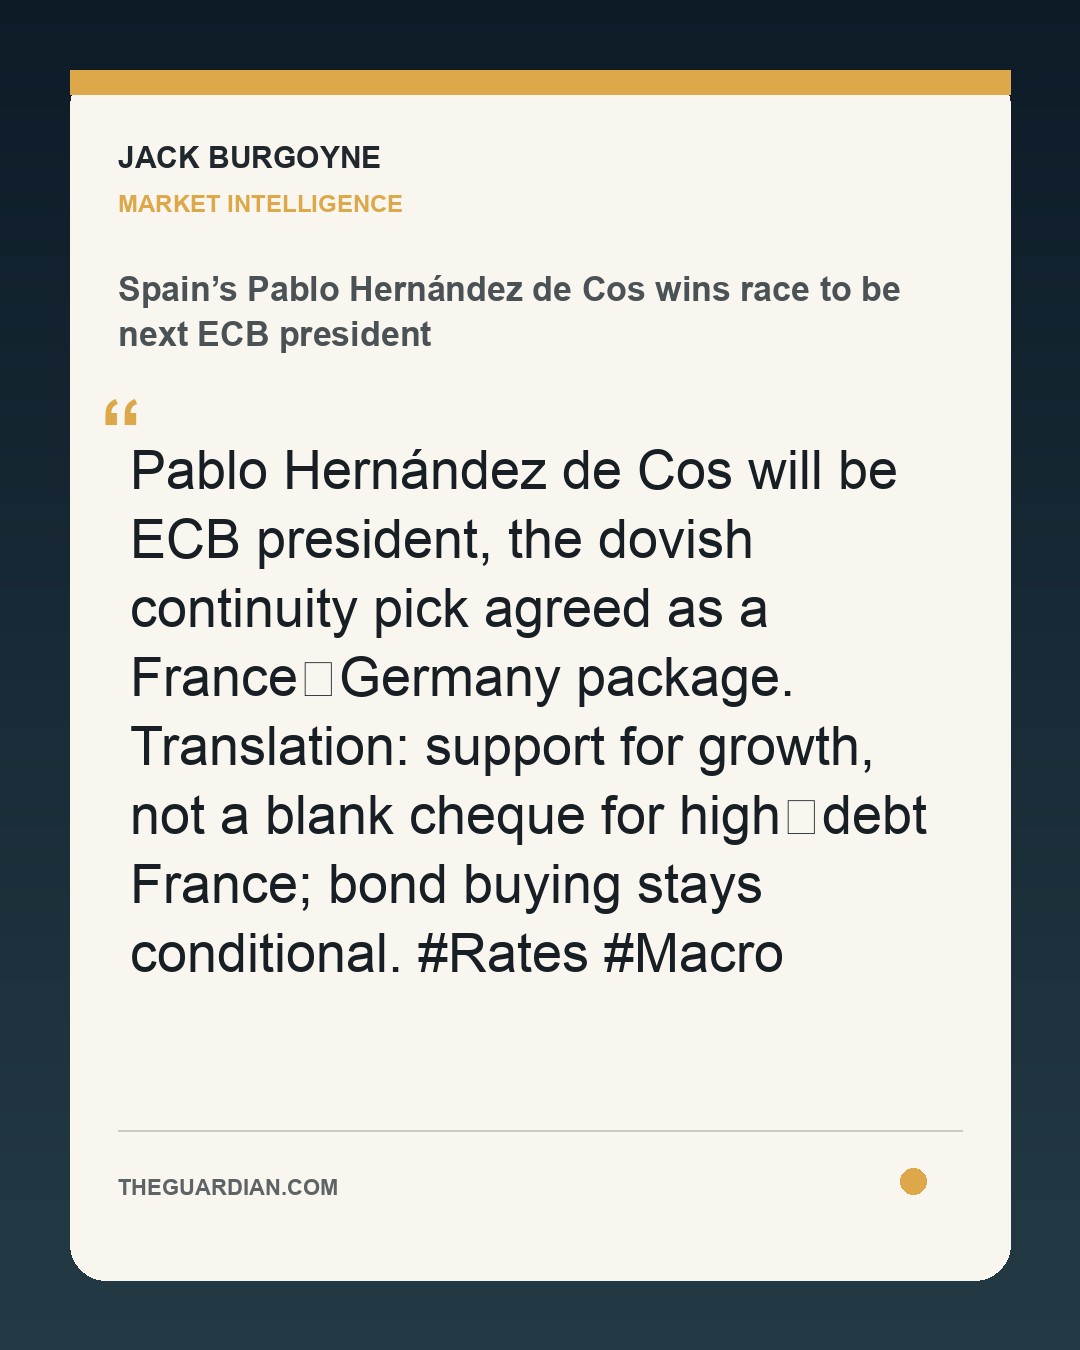 JACK BURGOYNE
MARKET INTELLIGENCE
Spain’s Pablo Hernández de Cos wins race to be
next ECB president
“
Pablo Hernández de Cos will be
ECB president, the dovish
continuity pick agreed as a
France□Germany package.
Translation: support for growth,
not a blank cheque for high□debt
France; bond buying stays
conditional. #Rates #Macro
THEGUARDIAN.COM